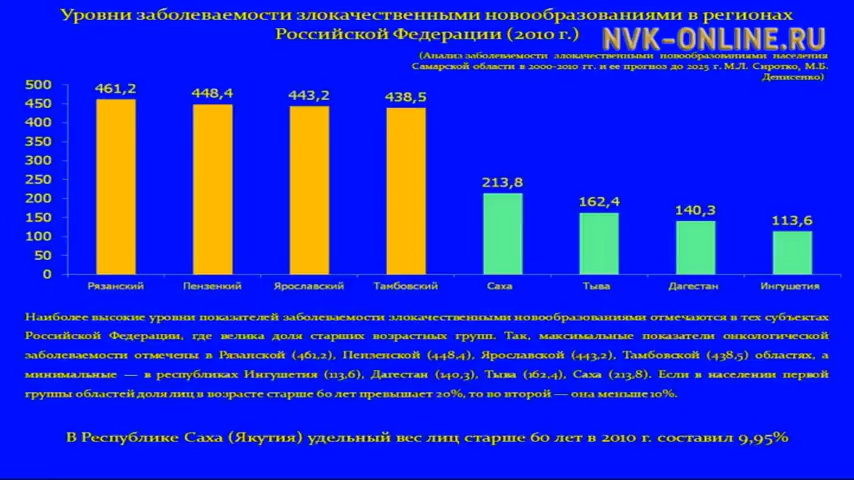 Уровни заболеваемости злокачественными новообразованиями в регионах
Российской Федерации (2010 г.)
NVK-ONLINE.RU
(Анализ заболеваемости злокачественными новообразованиями населения
Самарской области в 2000-2010 гг. и ее прогноз до 2025 г. М.Л. Сиротко, М.Б.
Денисенко)
500
450
400
350
300
250
200
150
100
50
0
461,2
448,4
443,2
438,5
213,8
162,4
140,3
113,6
Рязанский
Пензенкий
Ярославский
Тамбовский
Саха
Тыва
Дагестан
Ингушетия
Наиболее высокие уровни показателей заболеваемости злокачественными новообразованиями отмечаются в тех субъектах
Российской Федерации, где велика доля старших возрастных групп. Так, максимальные показатели онкологической
заболеваемости отмечены в Рязанской (461,2), Пензенской (448,4), Ярославской (443,2), Тамбовской (438,5) областях, а
минимальные — в республиках Ингушетия (113,6), Дагестан (140,3), Тыва (162,4), Саха (213,8). Если в населении первой
группы областей доля лиц в возрасте старше 60 лет превышает 20%, то во второй — она меньше 10%.
В Республике Саха (Якутия) удельный вес лиц старше 60 лет в 2010 г. составил 9,95%